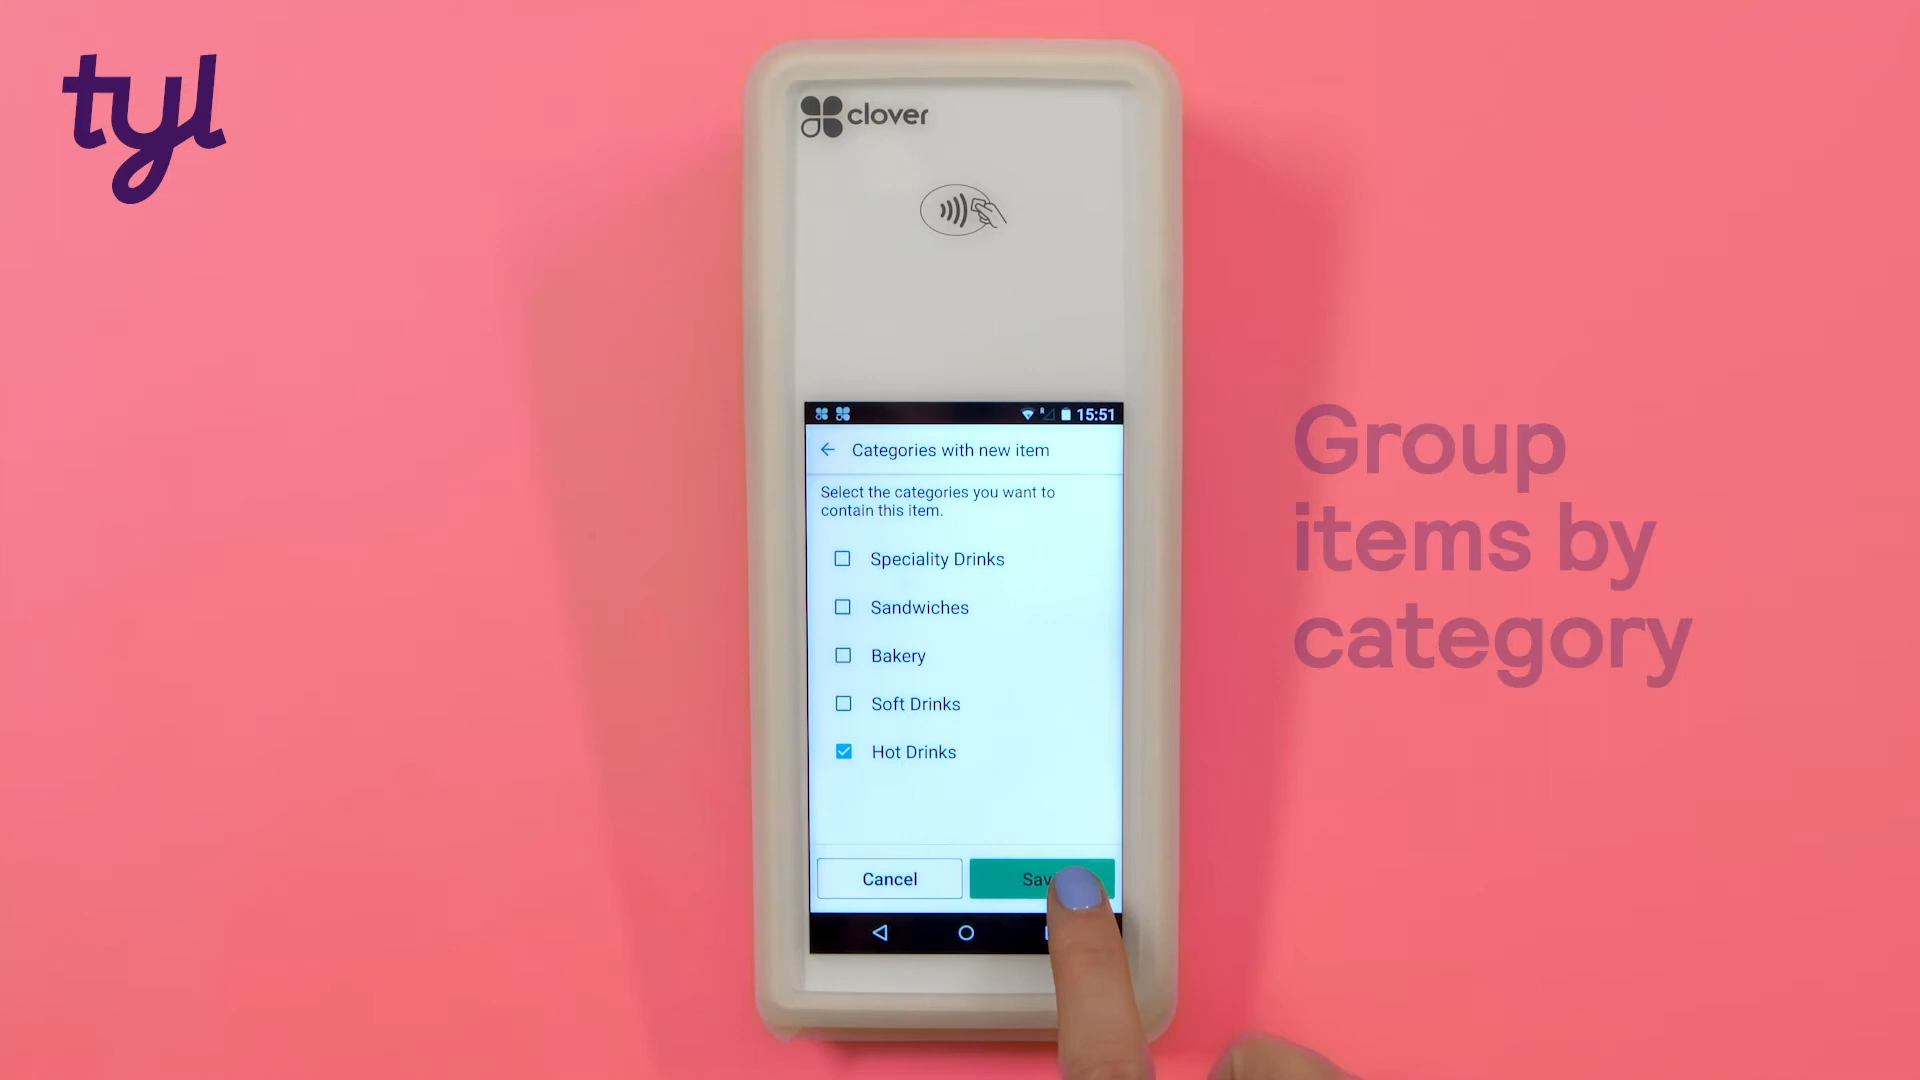 tyl
clover
R
15:51
Categories with new item
Select the categories you want to
contain this item.
Speciality Drinks
Sandwiches
Bakery
Soft Drinks
Hot Drinks
Cancel
Sav
Group
items by
category